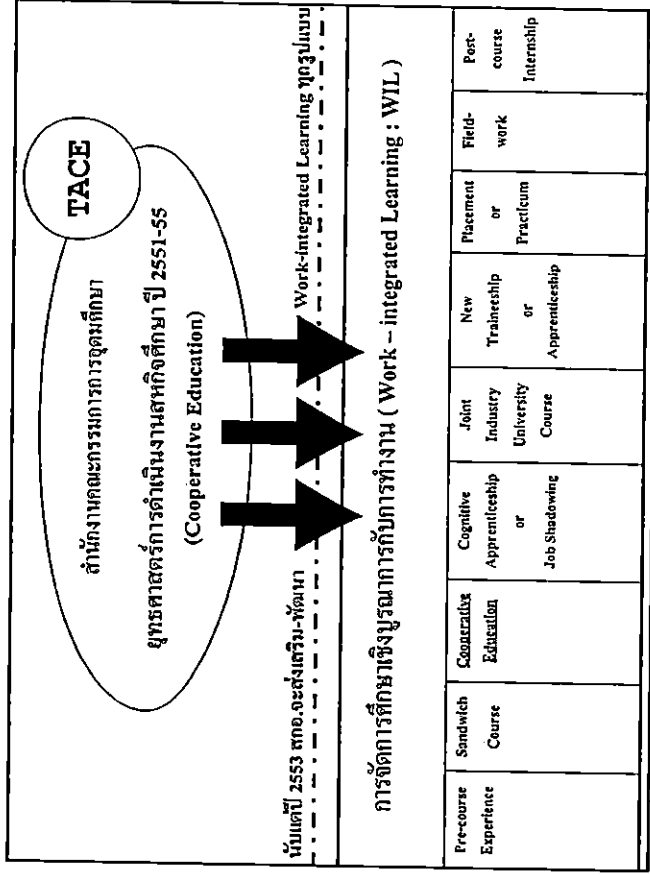 TACE
สำนักงานคณะกรรมการการอุดมศึกษา
ยุทธศาสตร์การดำเนินงานสหกิจศึกษา ปี 2551-55
(Cooperative Education)
นับแต่ปี 2553 สกอ.จะส่งเสริม-พัฒนา Work-integrated Learning ทุกรูปแบบ
การจัดการศึกษาเชิงบูรณาการกับการทำงาน ( Work – integrated Learning : WIL )
Pre-course
Experience
Sandwich
Course
Cooperative
Education
Cognitive
Apprenticeship
or
Job Shadowing
Joint
Industry
University
Course
New
Traineeship
or
Apprenticeship
Placement
or
Practicum
Field-
work
Post-
course
Internship